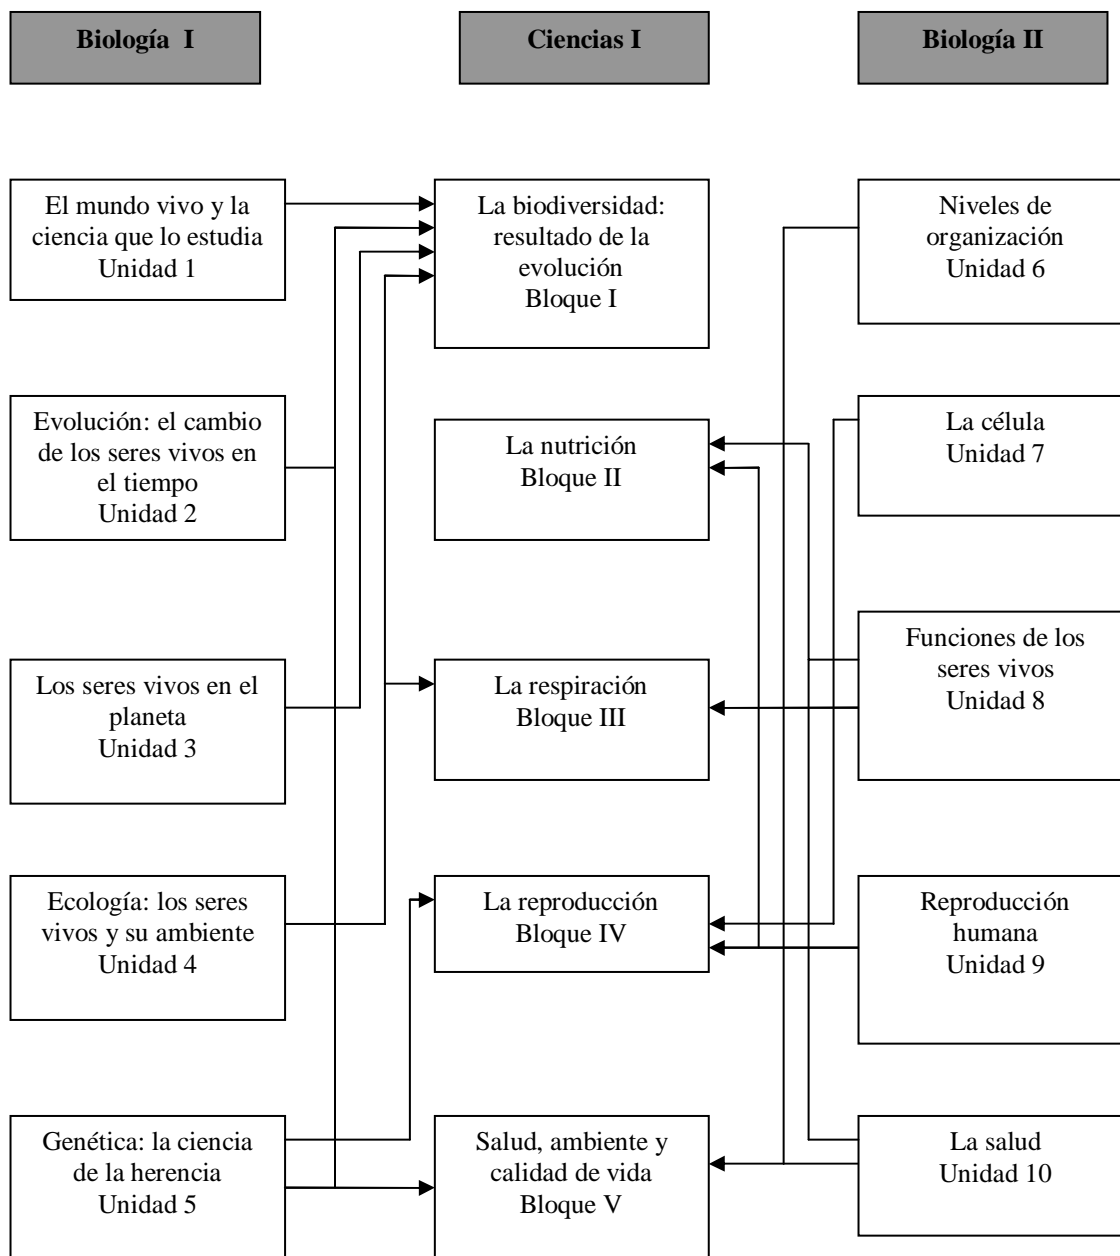 Biología I
Ciencias I
Biología II
El mundo vivo y la
ciencia que lo estudia
Unidad 1
La biodiversidad:
resultado de la
evolución
Bloque I
Niveles de
organización
Unidad 6
Evolución: el cambio
de los seres vivos en
el tiempo
Unidad 2
La nutrición
Bloque II
La célula
Unidad 7
Los seres vivos en el
planeta
Unidad 3
La respiración
Bloque III
Funciones de los
seres vivos
Unidad 8
Ecología: los seres
vivos y su ambiente
Unidad 4
La reproducción
Bloque IV
Reproducción
humana
Unidad 9
Genética: la ciencia
de la herencia
Unidad 5
Salud, ambiente y
calidad de vida
Bloque V
La salud
Unidad 10